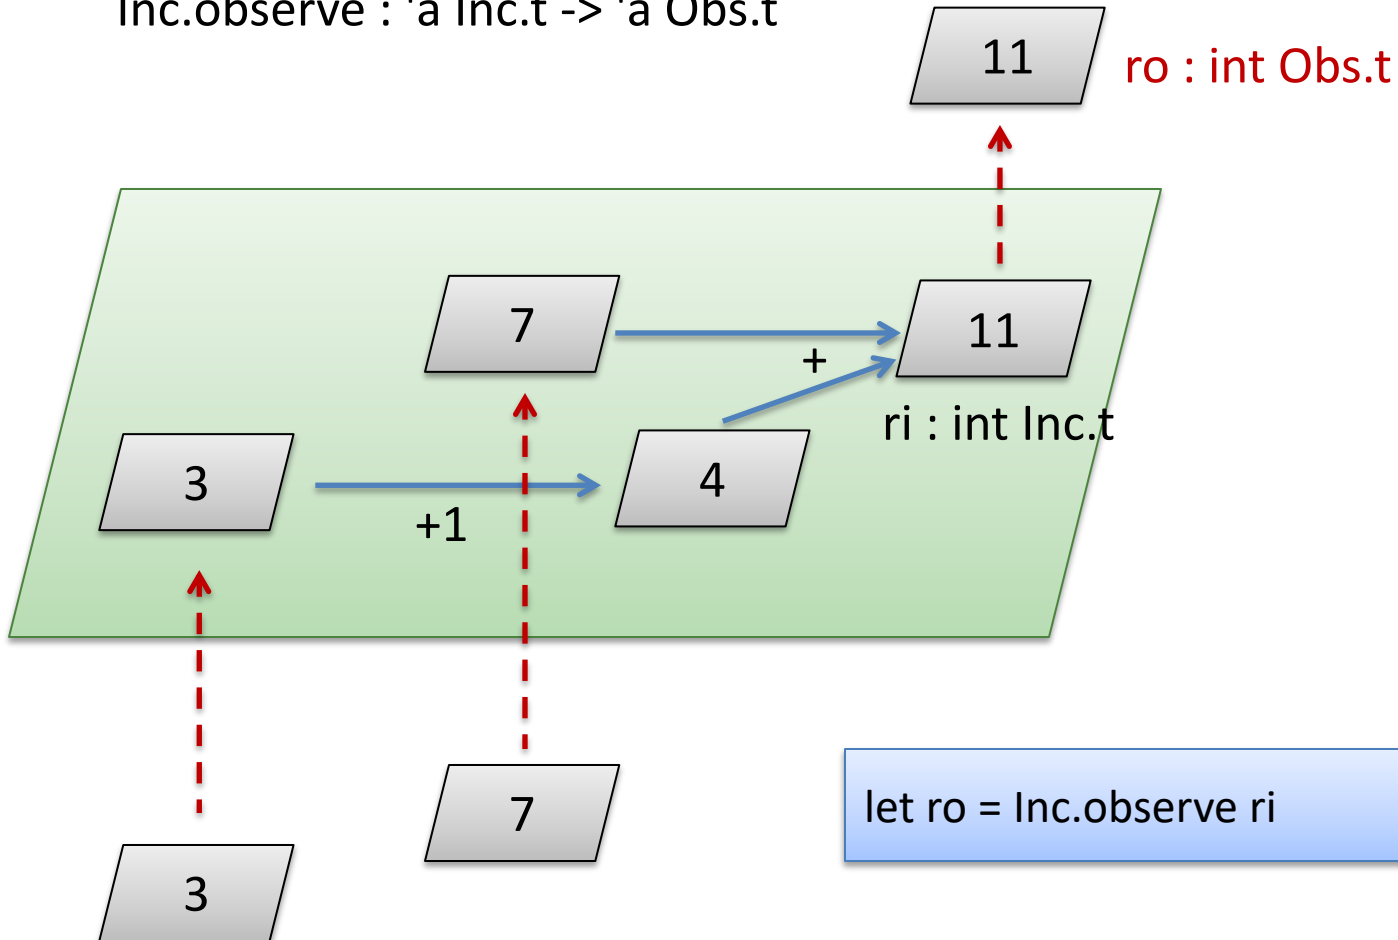 Inc.observe : 'a Inc.t -> 'a Obs.t
11
ro : int Obs.t
7
11
+
ri : int Inc.t
3
4
+1
7
let ro = Inc.observe ri
3